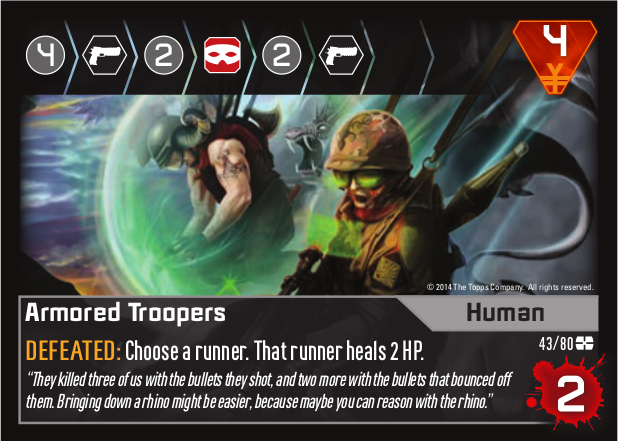 4 2 2 4
¥
© 2014 The Topps Company. All rights reserved.
Armored Troopers Human
43/80
DEFEATED: Choose a runner. That runner heals 2 HP.
"They killed three of us with the bullets they shot, and two more with the bullets that bounced off
them. Bringing down a rhino might be easier, because maybe you can reason with the rhino."
2